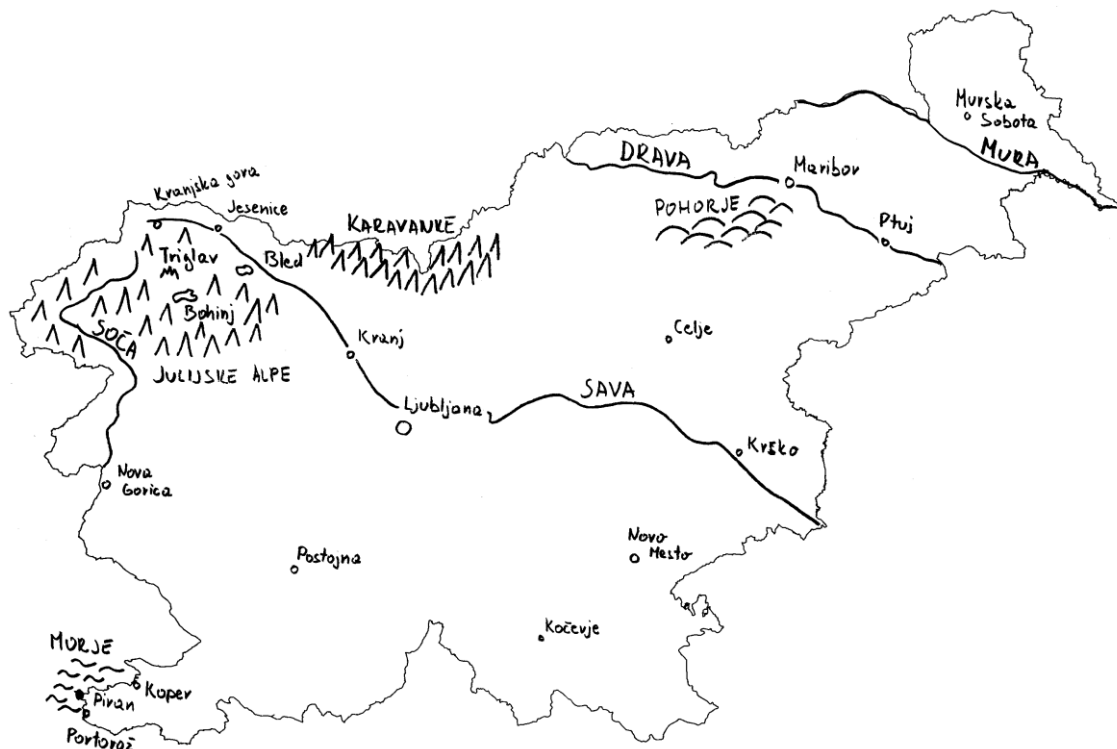 Murska
Sobota
MURA
DRAVA
Maribor
POHORJE
Ptuj
Kranjska gora
Jesenice
KARAVANKE
Triglav
Bled
Bohinj
SOČA
JULIJSKE ALPE
Kranj
Celje
Ljubljana
SAVA
Krško
Nova
Gorica
Postojna
Novo
Mesto
Kočevje
MORJE
Koper
Piran
Portorož